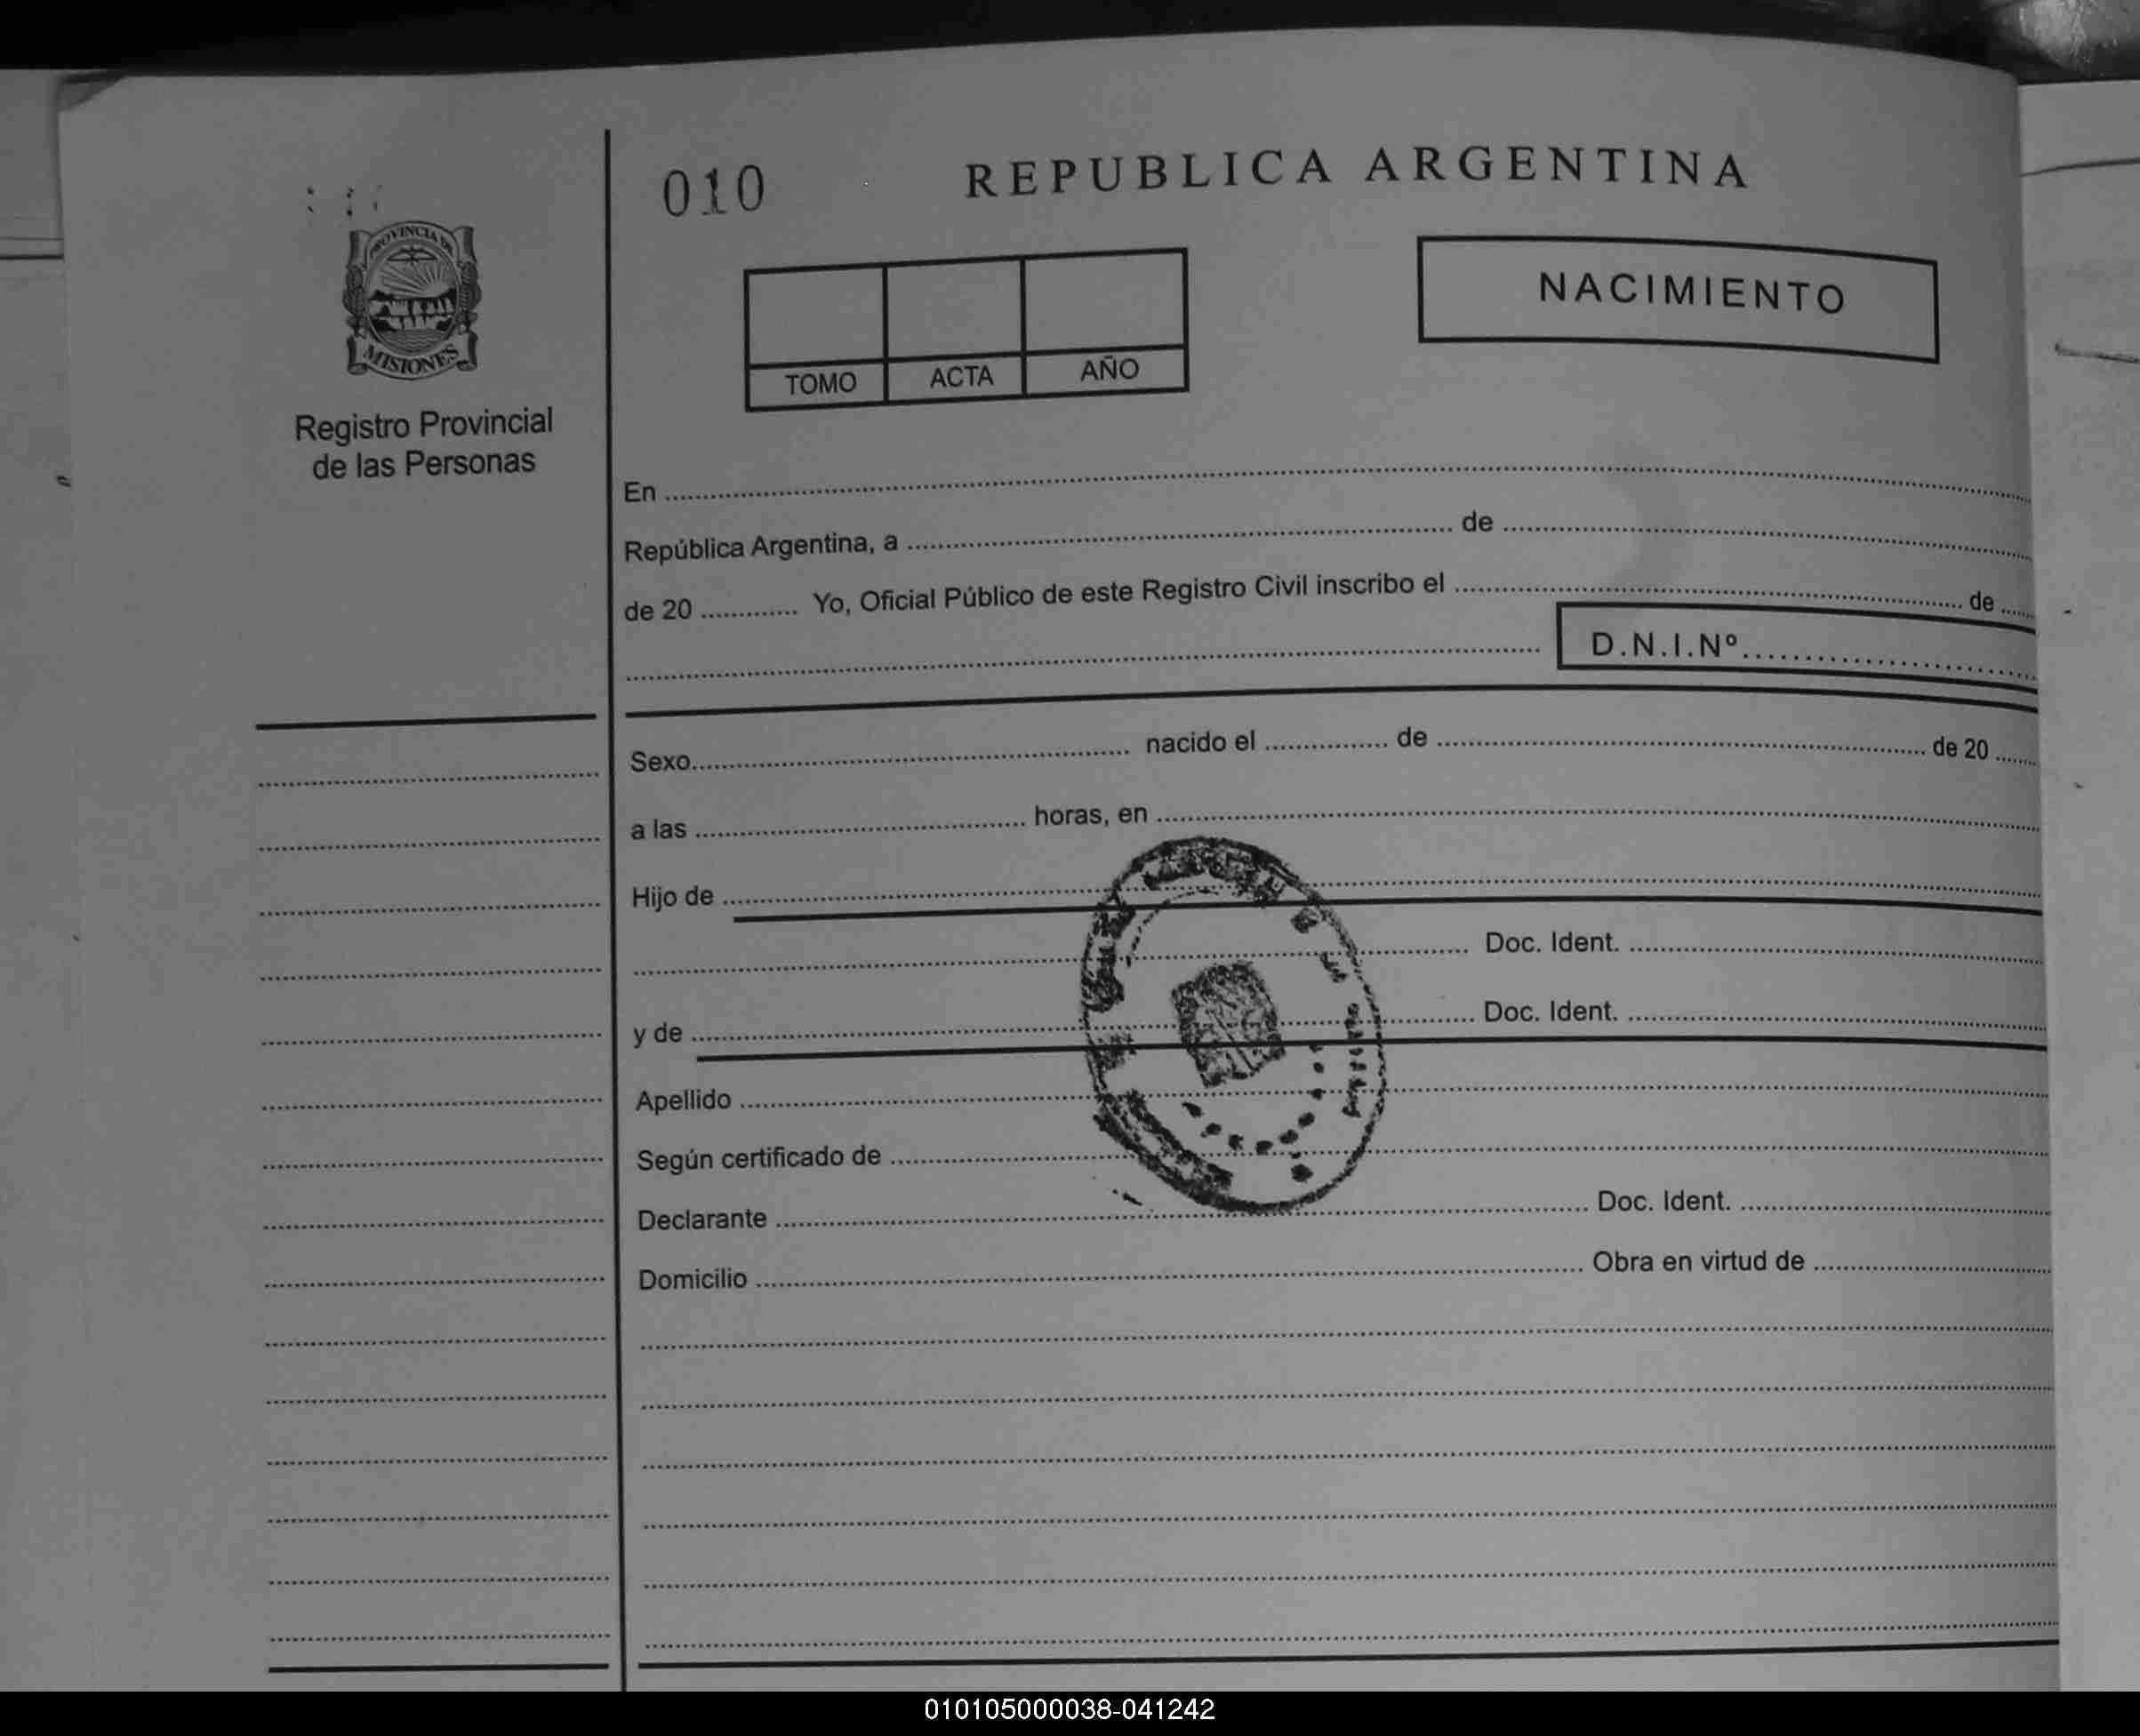 010
REPUBLICA ARGENTINA
PROVINCIA DE
MISIONES
Registro Provincial
de las Personas
TOMO ACTA AÑO
NACIMIENTO
En
República Argentina, a de
de 20 Yo, Oficial Público de este Registro Civil inscribo el de
D.N.I.Nº
Sexo nacido el de de 20
a las horas, en
Hijo de
Doc. Ident.
y de Doc. Ident.
Apellido
Según certificado de
Declarante Doc. Ident.
Domicilio Obra en virtud de
010105000038-041242